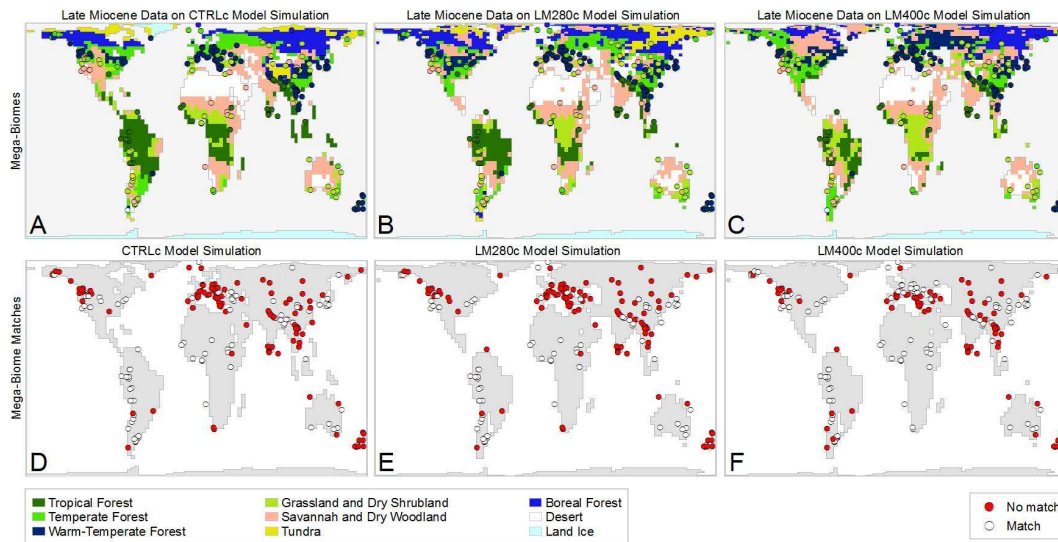 Late Miocene Data on CTRLc Model Simulation
Late Miocene Data on LM280c Model Simulation
Late Miocene Data on LM400c Model Simulation
Mega-Biomes
A
B
C
CTRLc Model Simulation
LM280c Model Simulation
LM400c Model Simulation
Mega-Biome Matches
D
E
F
Tropical Forest
Grassland and Dry Shrubland
Boreal Forest
Temperate Forest
Savannah and Dry Woodland
Desert
Warm-Temperate Forest
Tundra
Land Ice
No match
Match